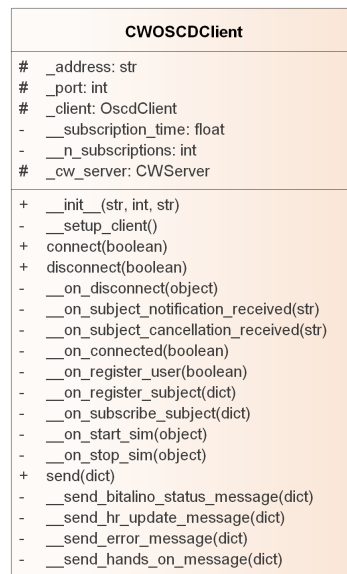 CWOSCDClient
# _address: str
# _port: int
# _client: OscdClient
- __subscription_time: float
- __n_subscriptions: int
# _cw_server: CWServer
+ __init__(str, int, str)
- __setup_client()
+ connect(boolean)
+ disconnect(boolean)
- __on_disconnect(object)
- __on_subject_notification_received(str)
- __on_subject_cancellation_received(str)
- __on_connected(boolean)
- __on_register_user(boolean)
- __on_register_subject(dict)
- __on_subscribe_subject(dict)
- __on_start_sim(object)
- __on_stop_sim(object)
+ send(dict)
- __send_bitalino_status_message(dict)
- __send_hr_update_message(dict)
- __send_error_message(dict)
- __send_hands_on_message(dict)